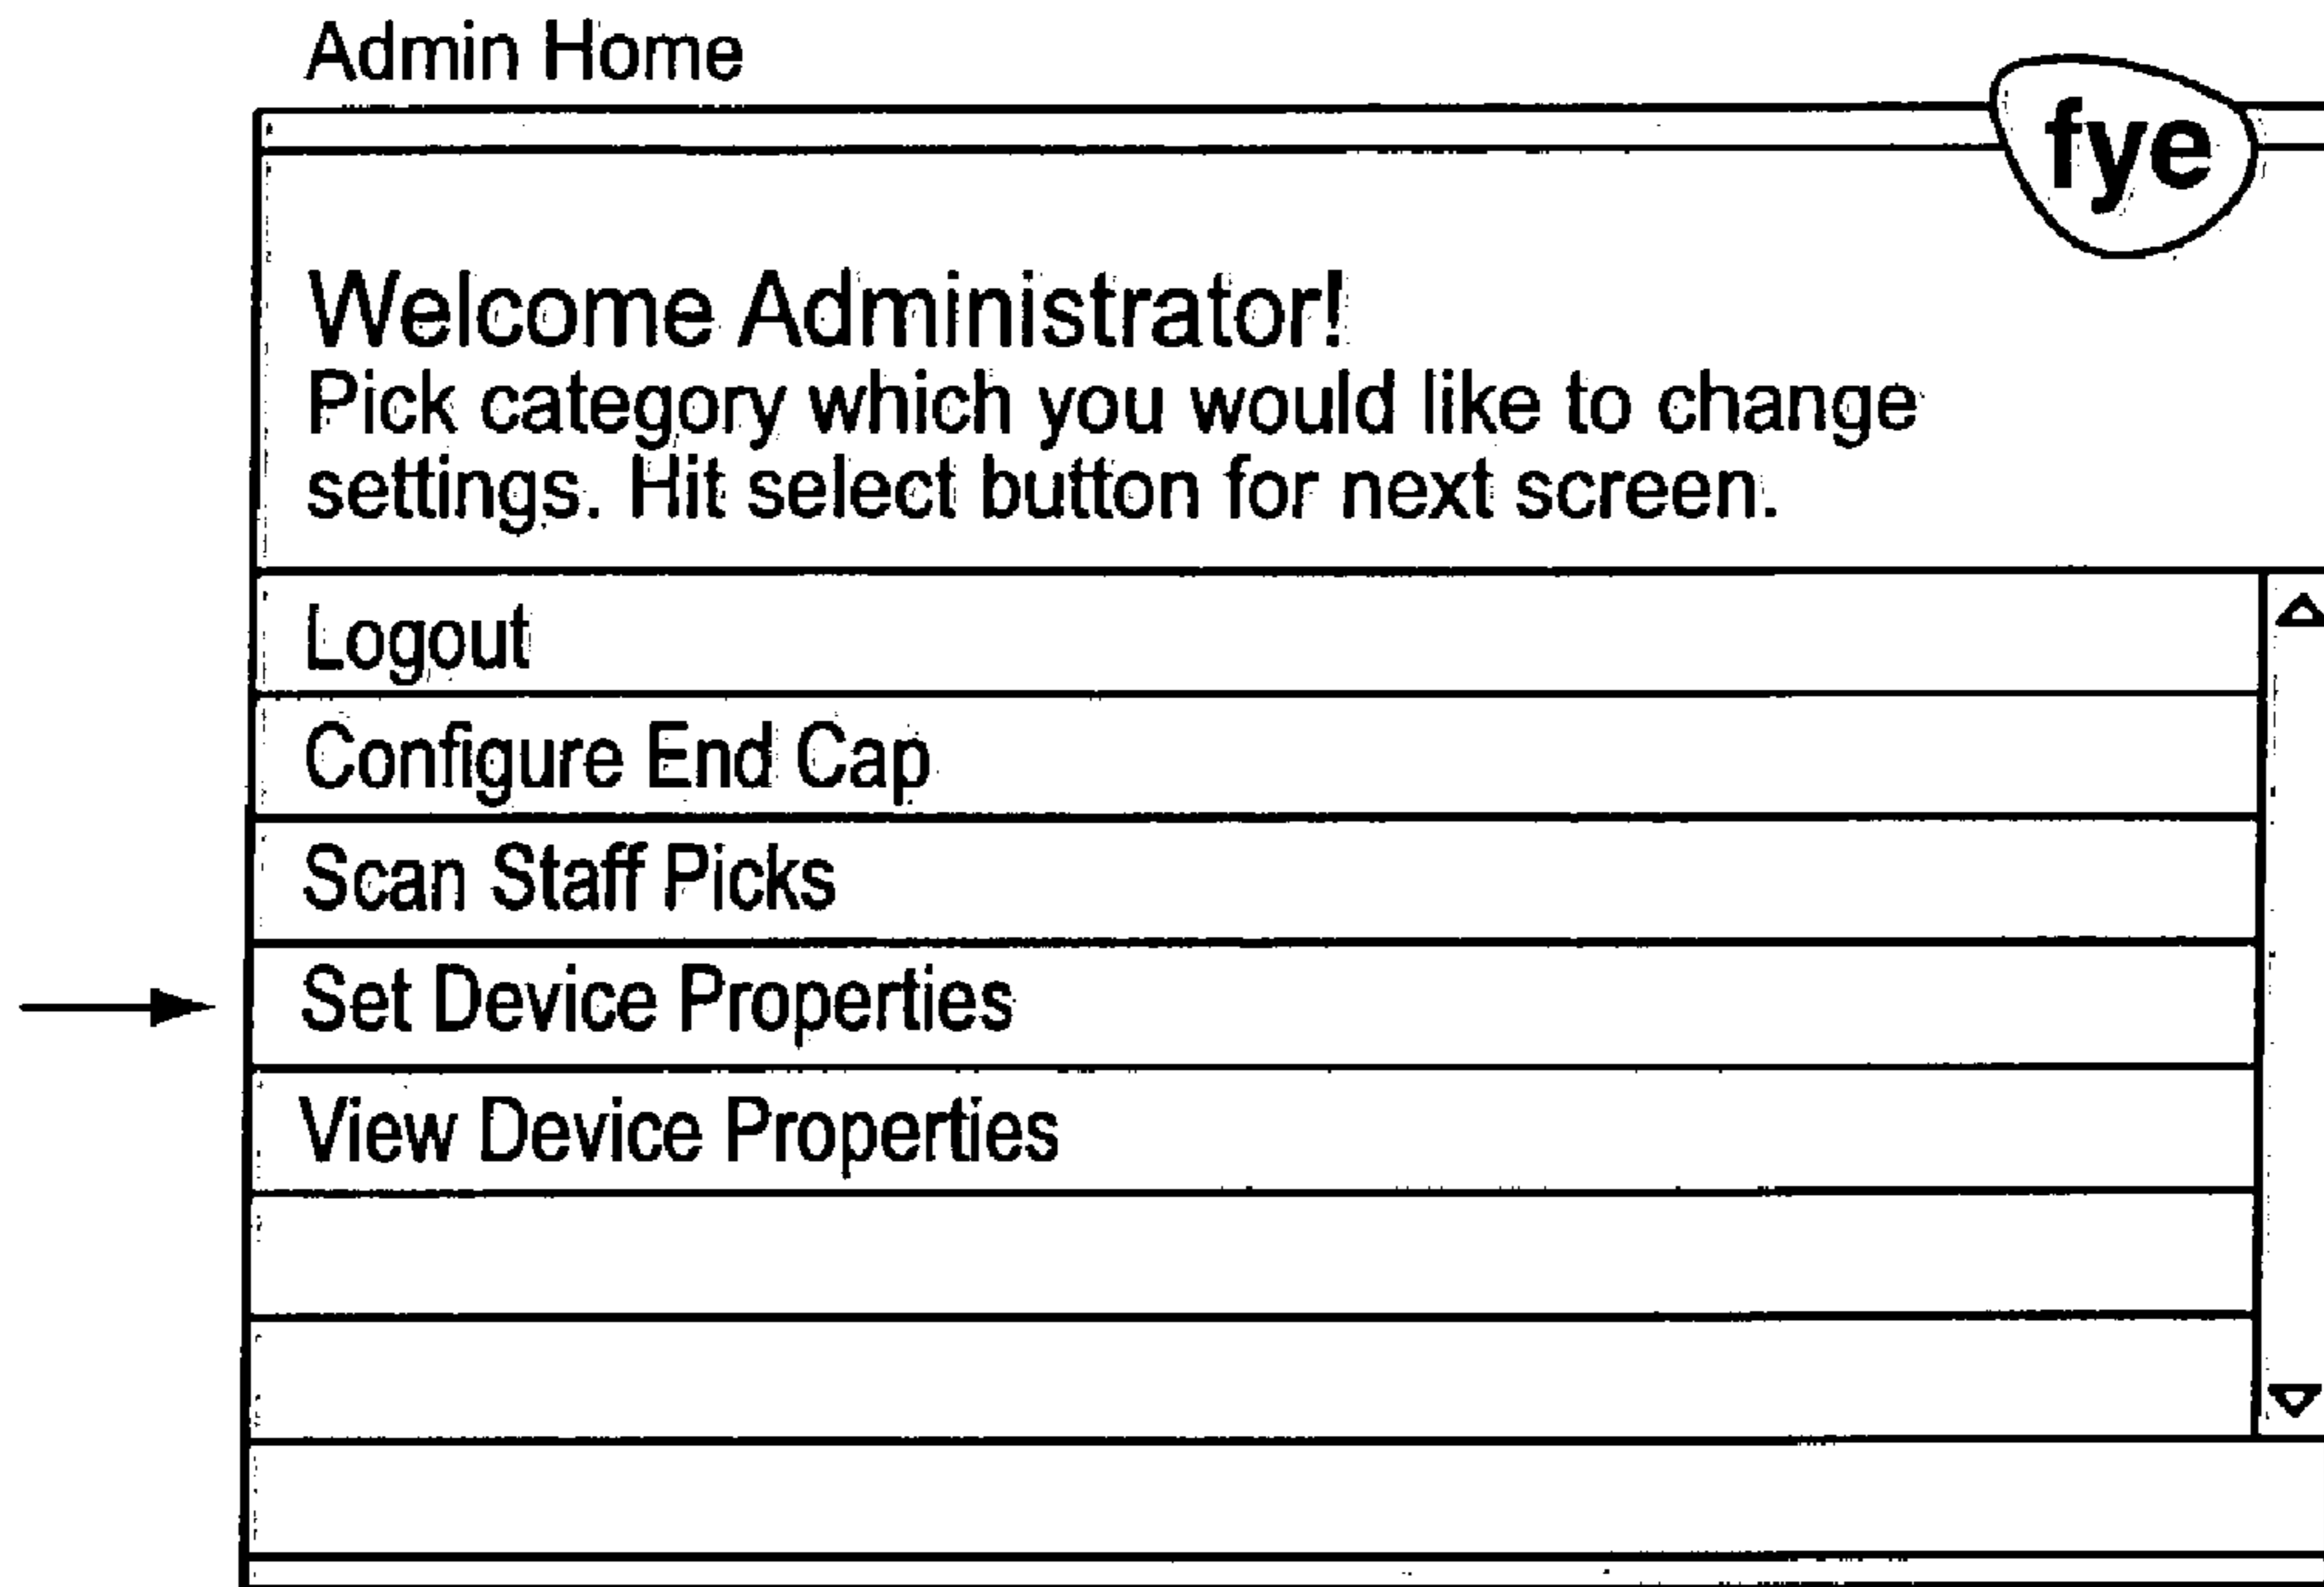 Admin Home
fye
Welcome Administrator!
Pick category which you would like to change
settings. Hit select button for next screen.
Logout
Configure End Cap
Scan Staff Picks
Set Device Properties
View Device Properties